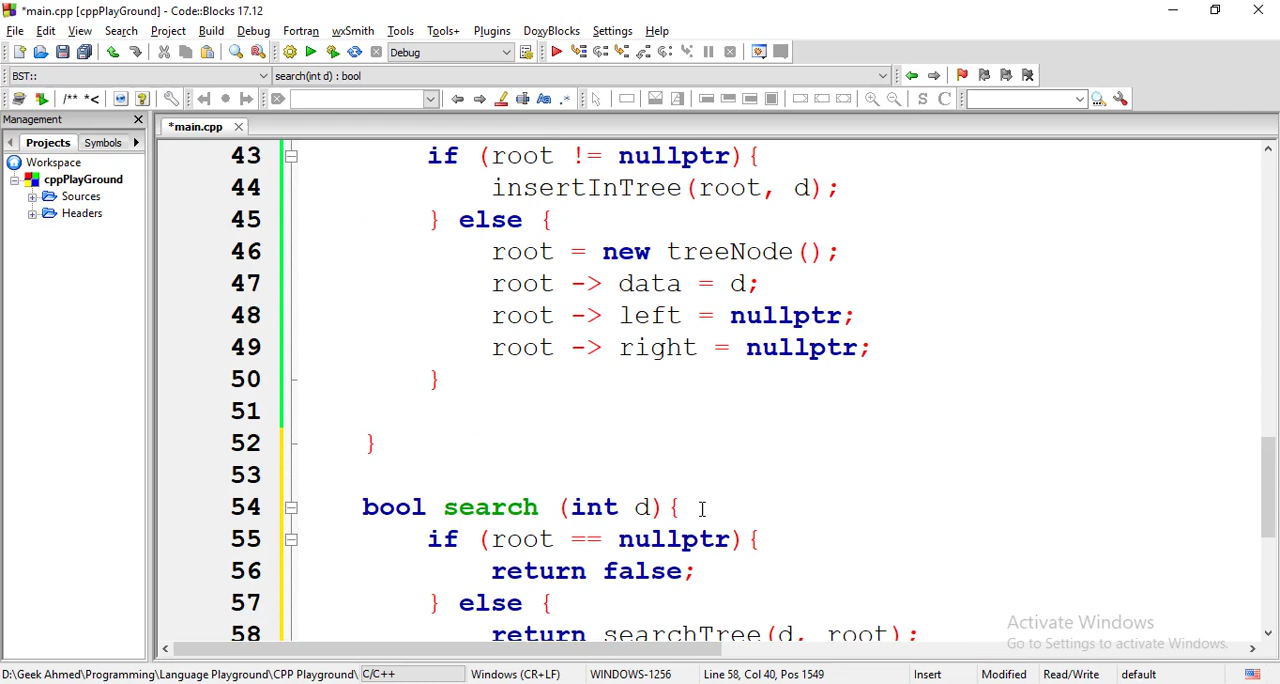 *main.cpp [cppPlayGround] - Code::Blocks 17.12
File Edit View Search Project Build Debug Fortran wxSmith Tools Tools+ Plugins DoxyBlocks Settings Help
Debug
BST:: search(int d) : bool
/** *<
S C
Management
*main.cpp
Projects Symbols
Workspace
cppPlayGround
Sources
Headers
43 if (root != nullptr){
44 insertInTree(root, d);
45 } else {
46 root = new treeNode();
47 root -> data = d;
48 root -> left = nullptr;
49 root -> right = nullptr;
50 }
51
52 }
53
54 bool search (int d){
55 if (root == nullptr){
56 return false;
57 } else {
58 return searchTree(d, root);
Activate Windows
Go to Settings to activate Windows.
D:\Geek Ahmed\Programming\Language Playground\CPP Playground\ C/C++ Windows (CR+LF) WINDOWS-1256 Line 58, Col 40, Pos 1549 Insert Modified Read/Write default